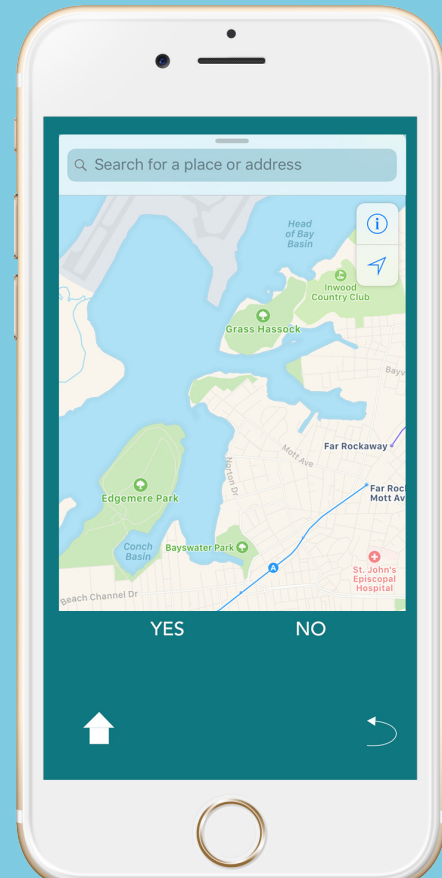 Search for a place or address
Head
of Bay
Basin
Inwood
Country Club
Grass Hassock
Mott Ave
Far Rockaway
Norton Dr
Edgemere Park
Far Roc
Mott Av
A
Conch
Basin
Bayswater Park
St. John's
Episcopal
Hospital
Beach Channel Dr
YES
NO